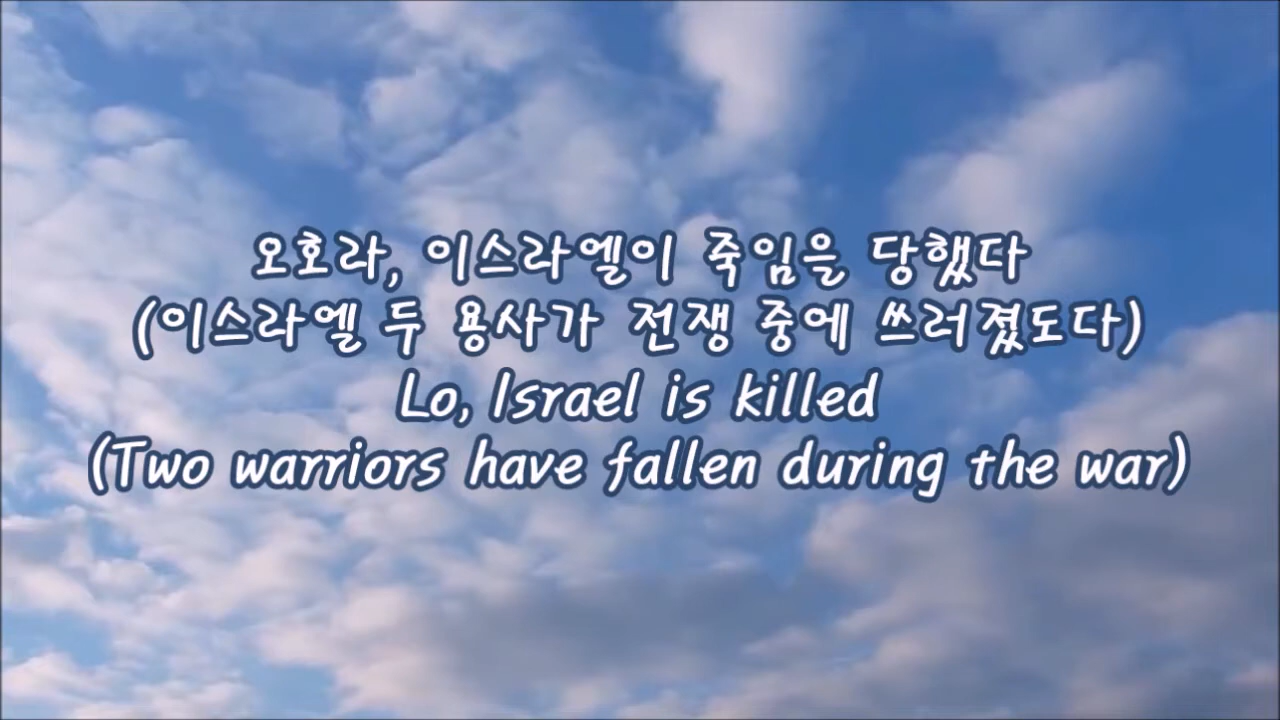 오호라, 이스라엘이 죽임을 당했다
(이스라엘 두 용사가 전쟁 중에 쓰러졌도다)
Lo, Israel is killed
(Two warriors have fallen during the war)